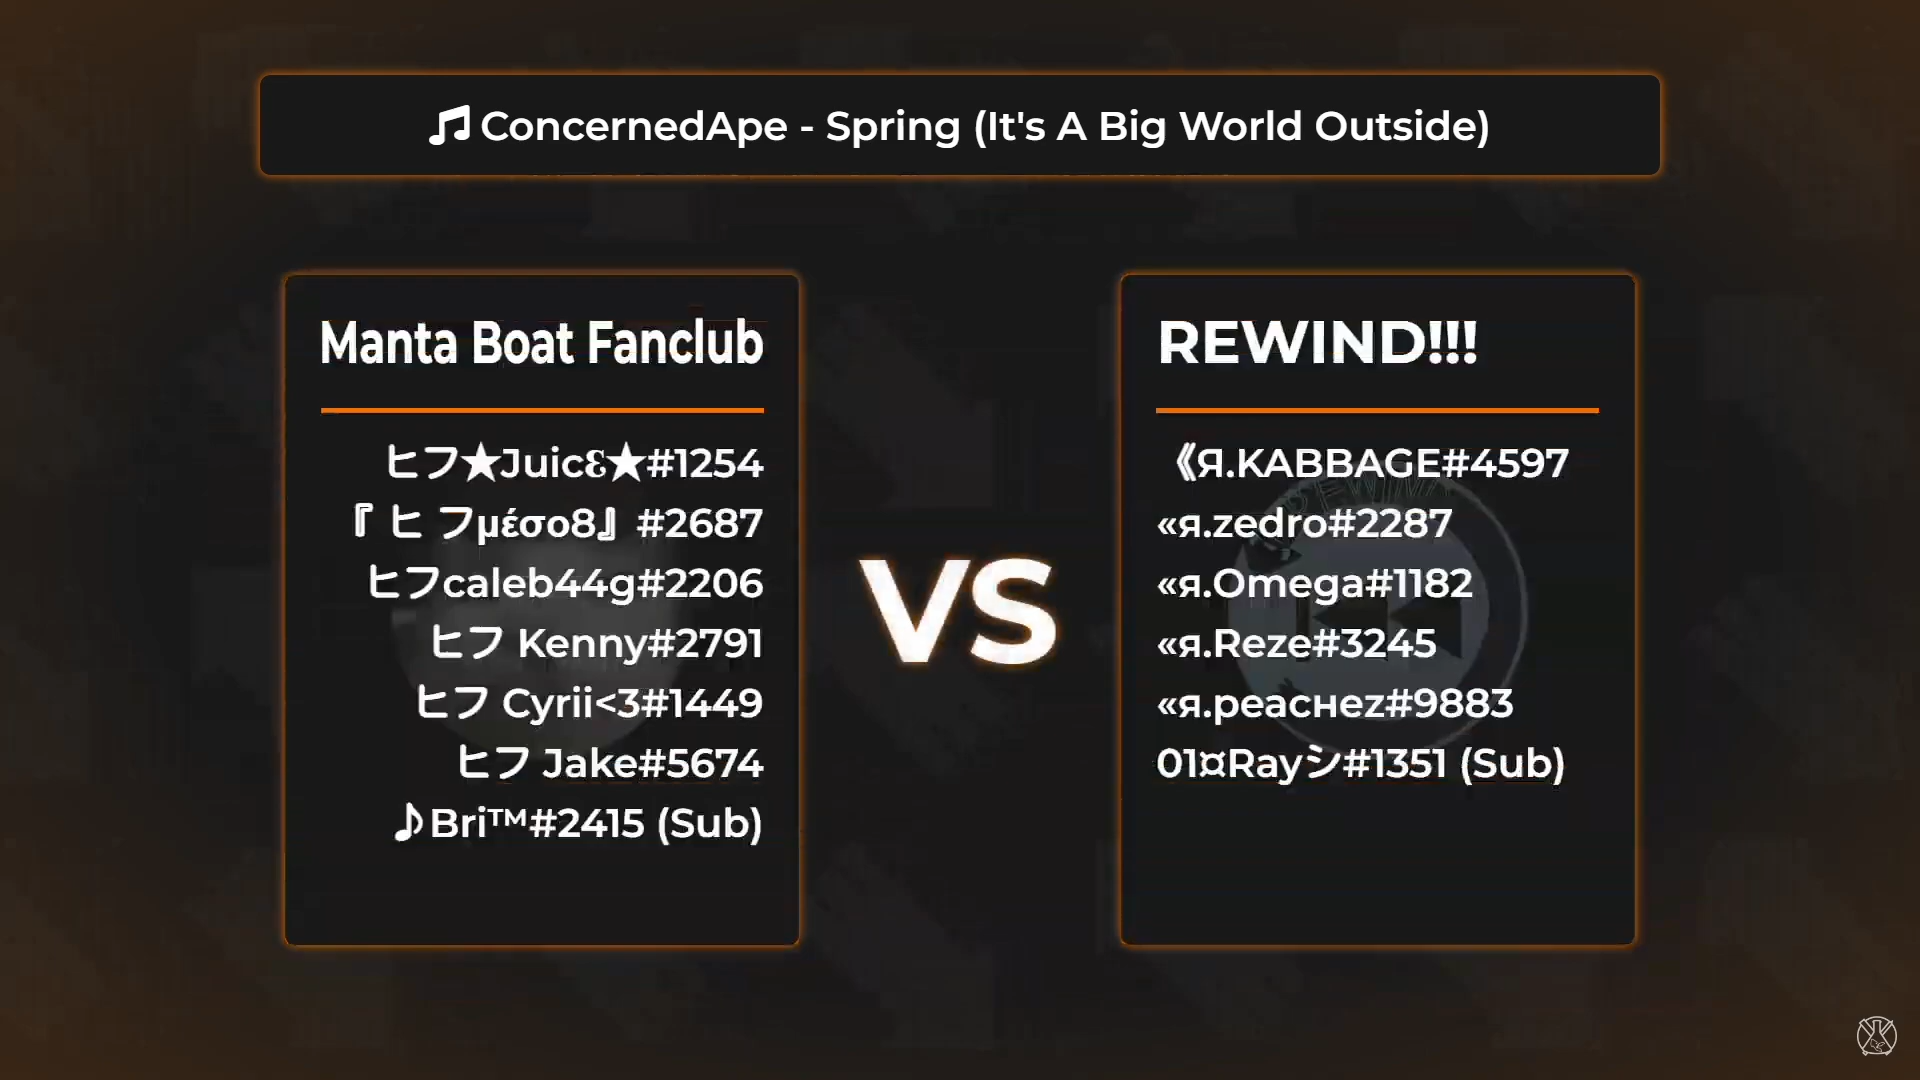 ♫ ConcernedApe - Spring (It's A Big World Outside)
Manta Boat Fanclub
ヒフ★Juicℇ★#1254
『 ヒ フμέσο8』 #2687
ヒフcaleb44g#2206
ヒフ Kenny#2791
ヒフ Cyrii<3#1449
ヒフ Jake#5674
♪Bri™#2415 (Sub)
VS
REWIND!!!
《Я.KABBAGE#4597
«я.zedro#2287
«я.Omega#1182
«я.Reze#3245
«я.peacнez#9883
01¤Rayシ#1351 (Sub)
REWIND